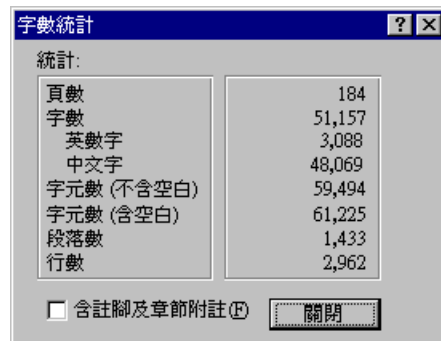 字數統計
統計:
頁數 184
字數 51,157
英數字 3,088
中文字 48,069
字元數 (不含空白) 59,494
字元數 (含空白) 61,225
段落數 1,433
行數 2,962
含註腳及章節附註(F) 關閉